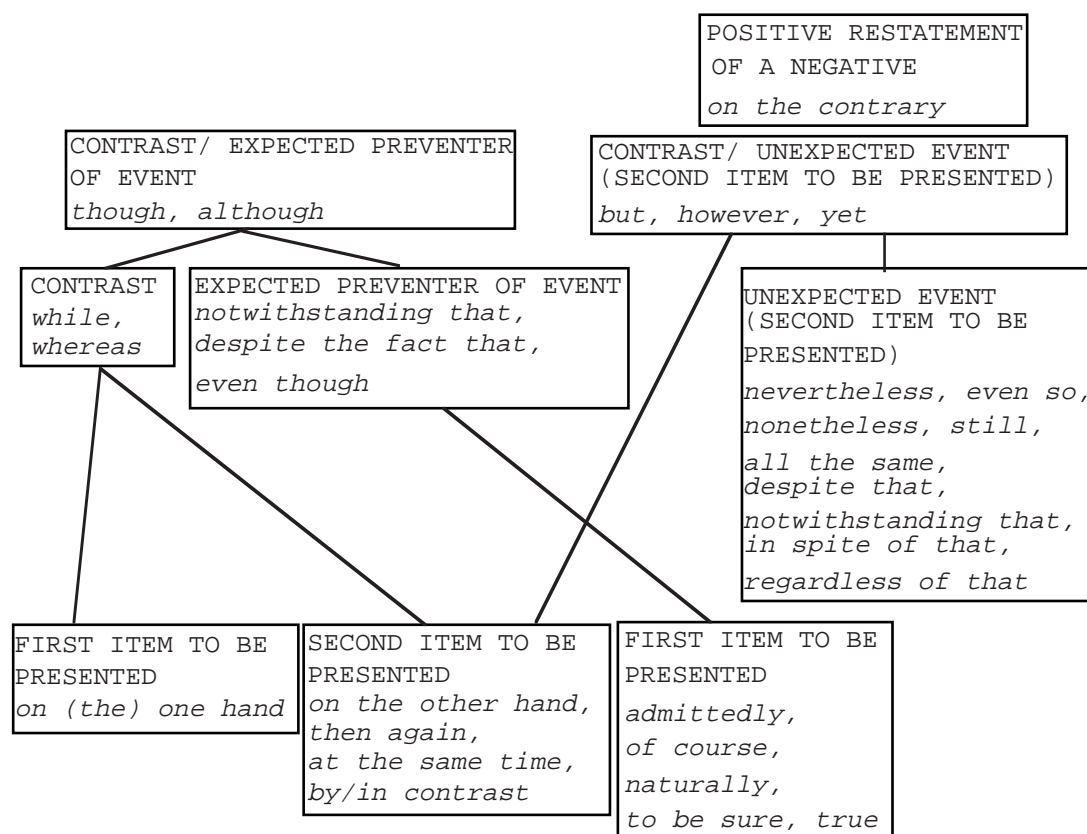 POSITIVE RESTATEMENT
OF A NEGATIVE
on the contrary
CONTRAST/ EXPECTED PREVENTER
OF EVENT
though, although
CONTRAST/ UNEXPECTED EVENT
(SECOND ITEM TO BE PRESENTED)
but, however, yet
CONTRAST
while,
whereas
EXPECTED PREVENTER OF EVENT
notwithstanding that,
despite the fact that,
even though
UNEXPECTED EVENT
(SECOND ITEM TO BE
PRESENTED)
nevertheless, even so,
nonetheless, still,
all the same,
despite that,
notwithstanding that,
in spite of that,
regardless of that
FIRST ITEM TO BE
PRESENTED
on (the) one hand
SECOND ITEM TO BE
PRESENTED
on the other hand,
then again,
at the same time,
by/in contrast
FIRST ITEM TO BE
PRESENTED
admittedly,
of course,
naturally,
to be sure, true